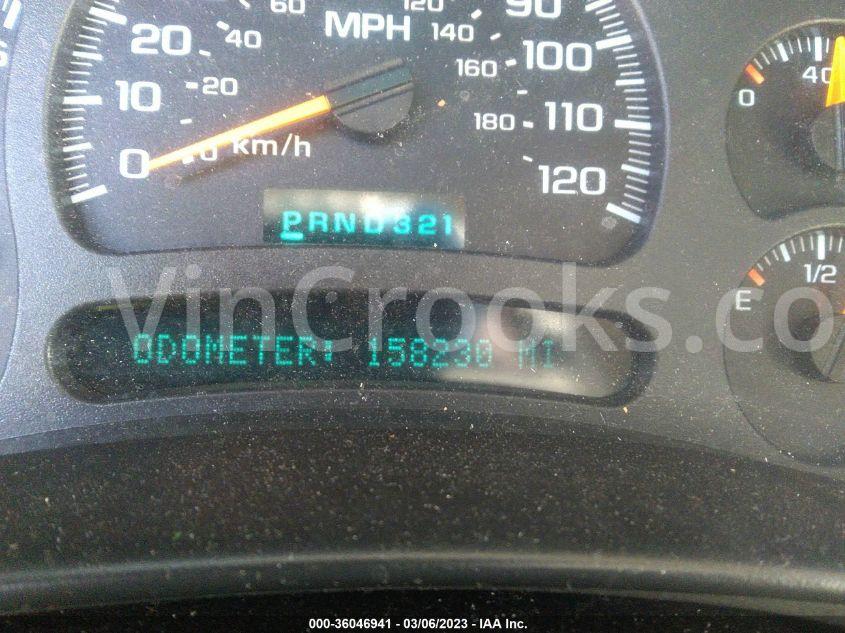 60 120 90
20 40 MPH 140 100
10 20 160 110
0 0 km/h 180 120
PRND321
0 40
E 1/2
VinCrooks.co
ODOMETER: 158230 MI
000-36046941 - 03/06/2023 - IAA Inc.